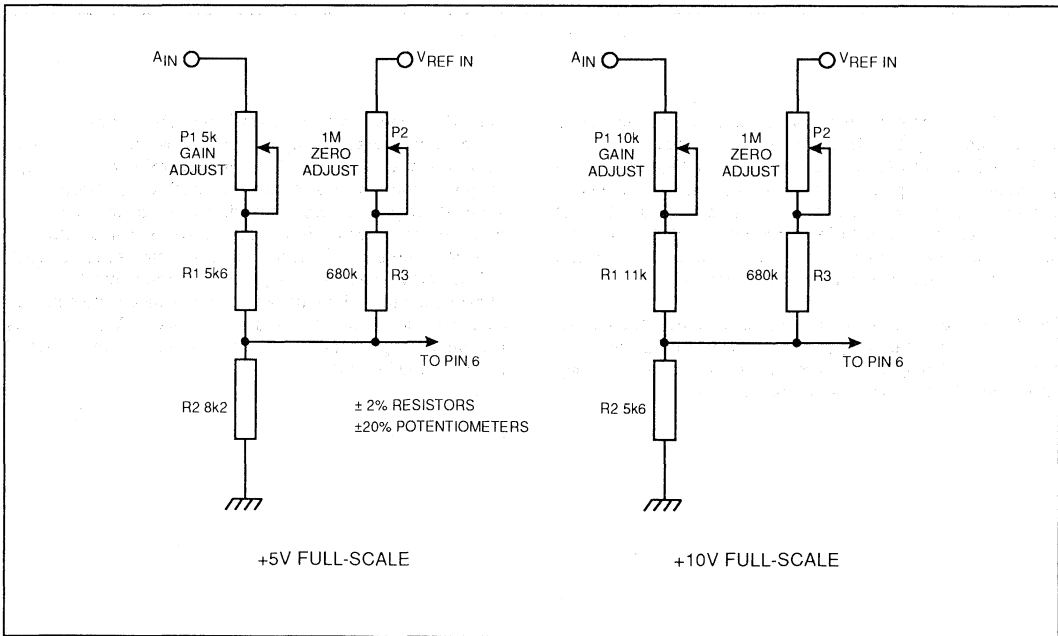 AIN
VREF IN
P1 5k
GAIN
ADJUST
1M
ZERO
ADJUST
P2
R1 5k6
680k
R3
TO PIN 6
R2 8k2
± 2% RESISTORS
±20% POTENTIOMETERS
+5V FULL-SCALE
AIN
VREF IN
P1 10k
GAIN
ADJUST
1M
ZERO
ADJUST
P2
R1 11k
680k
R3
TO PIN 6
R2 5k6
+10V FULL-SCALE